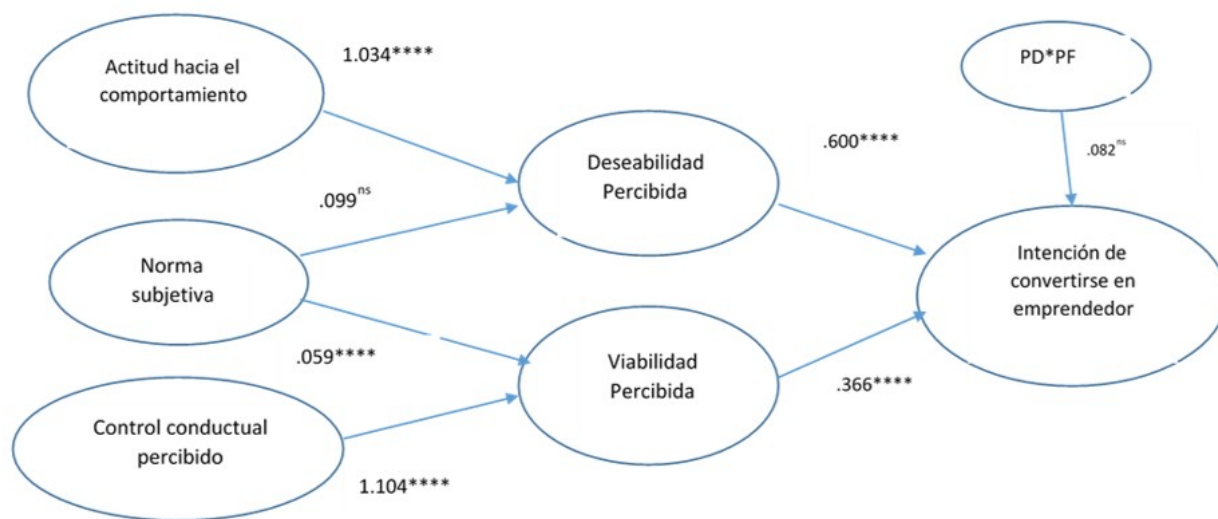 Actitud hacia el
comportamiento
1.034****
PD*PF
Deseabilidad
Percibida
.600****
.082ns
.099ns
Norma
subjetiva
Intención de
convertirse en
emprendedor
.059****
Viabilidad
Percibida
.366****
Control conductual
percibido
1.104****